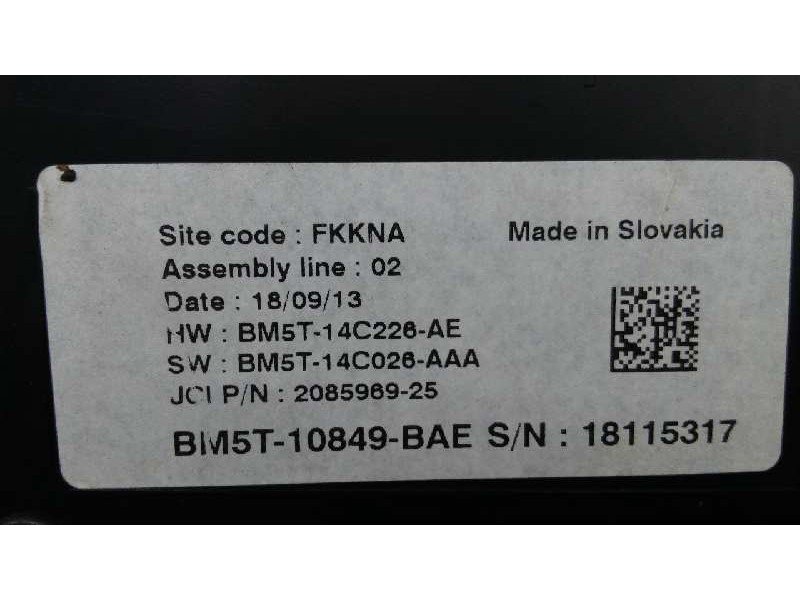 Site code : FKKNA
Made in Slovakia
Assembly line : 02
Date : 18/09/13
HW : BM5T-14C226-AE
SW : BM5T-14C026-AAA
JCI P/N : 2085969-25
BM5T-10849-BAE S/N : 18115317